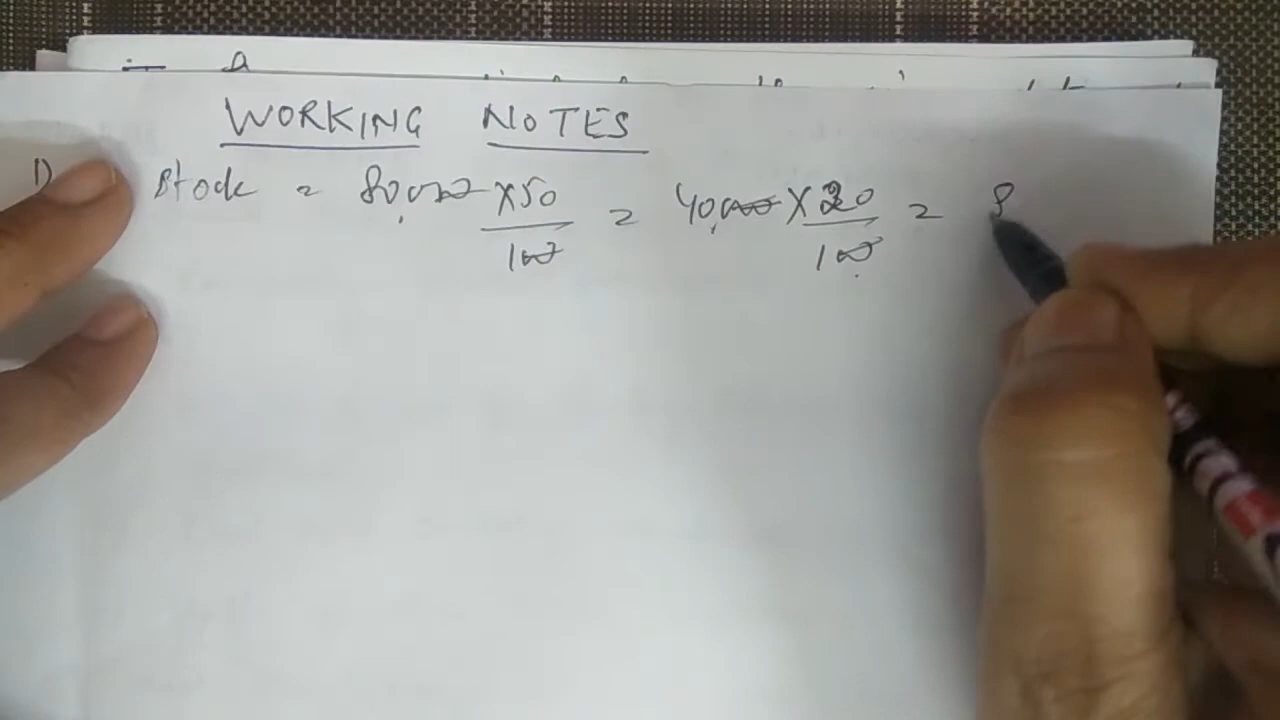 WORKING NOTES
1) Stock = 80,000 X 50 / 100 = 40,000 X 20 / 100 = 8